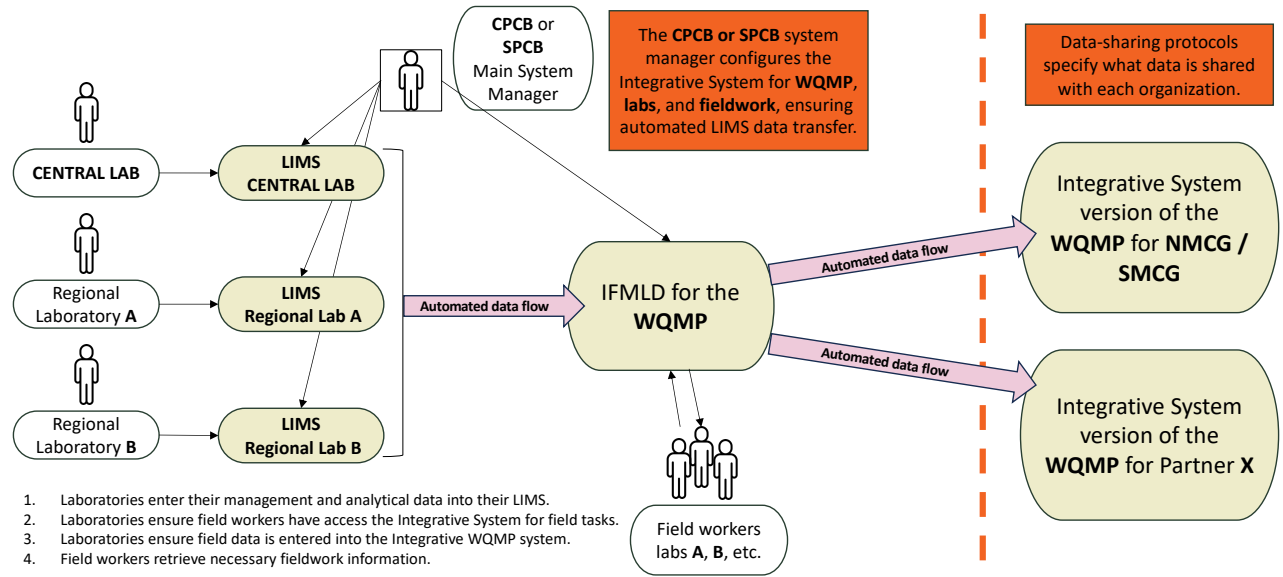 CPCB or
SPCB
Main System
Manager
The CPCB or SPCB system
manager configures the
Integrative System for WQMP,
labs, and fieldwork, ensuring
automated LIMS data transfer.
Data-sharing protocols
specify what data is shared
with each organization.
CENTRAL LAB
LIMS
CENTRAL LAB
Regional
Laboratory A
LIMS
Regional Lab A
Regional
Laboratory B
LIMS
Regional Lab B
Automated data flow
IFMLD for the
WQMP
Automated data flow
Automated data flow
Integrative System
version of the
WQMP for NMCG /
SMCG
Integrative System
version of the
WQMP for Partner X
Field workers
labs A, B, etc.
1. Laboratories enter their management and analytical data into their LIMS.
2. Laboratories ensure field workers have access the Integrative System for field tasks.
3. Laboratories ensure field data is entered into the Integrative WQMP system.
4. Field workers retrieve necessary fieldwork information.